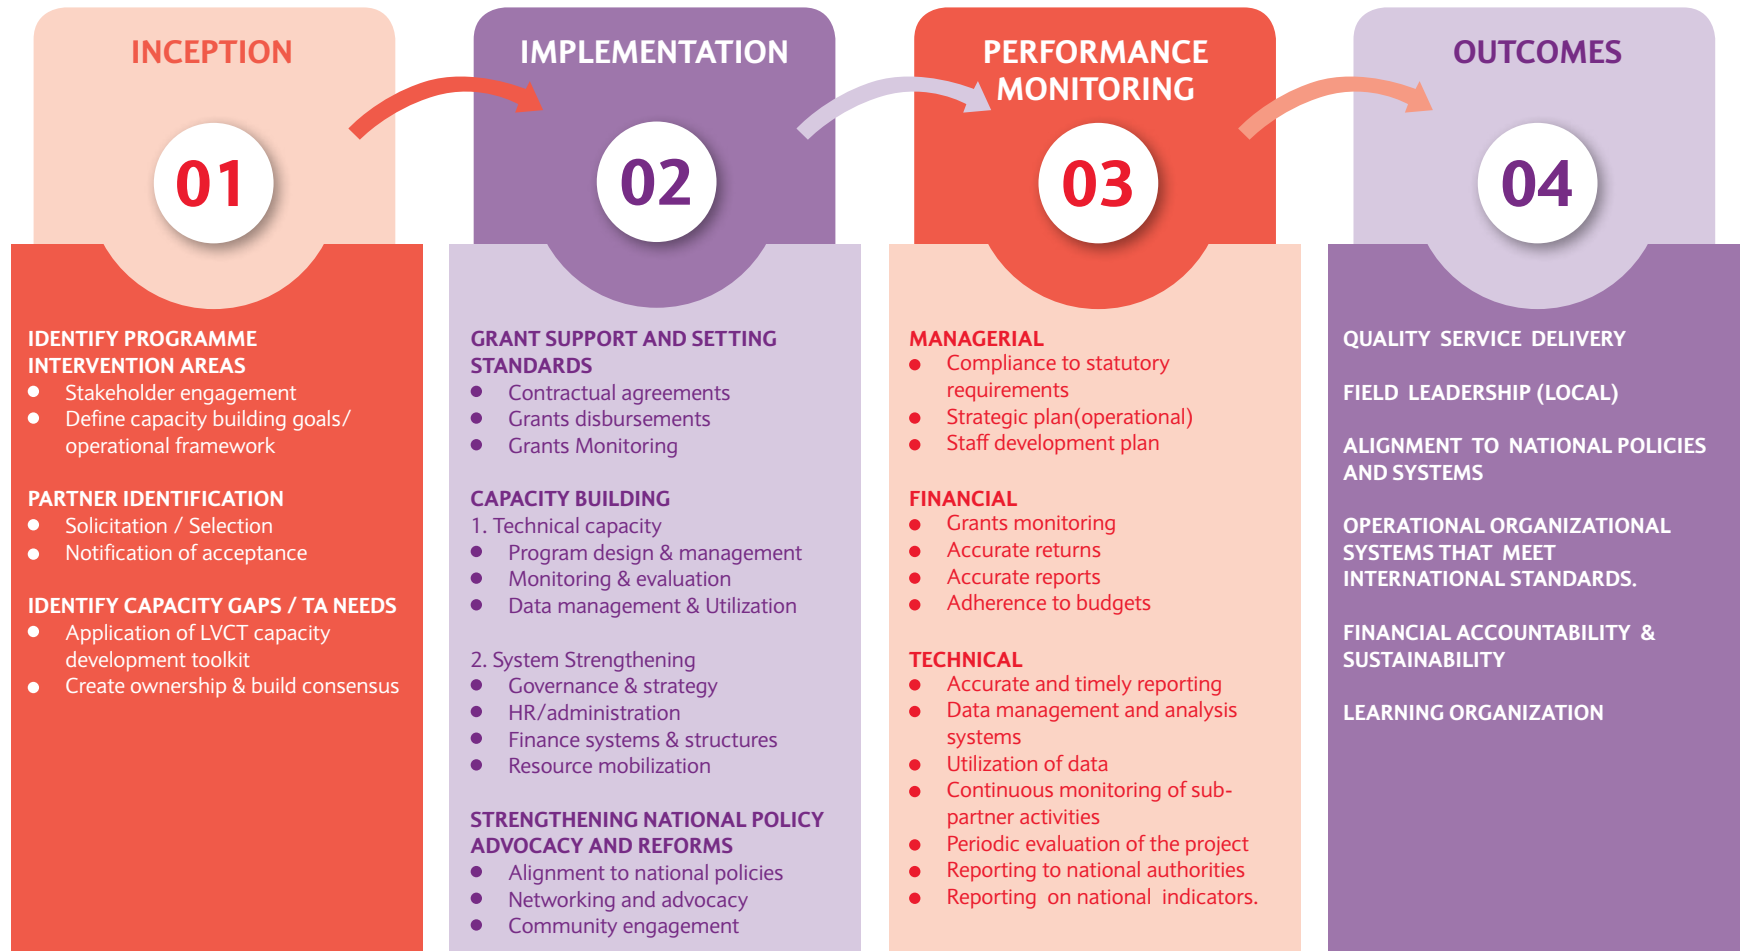 INCEPTION
01
IDENTIFY PROGRAMME
INTERVENTION AREAS
● Stakeholder engagement
● Define capacity building goals/
operational framework
PARTNER IDENTIFICATION
● Solicitation / Selection
● Notification of acceptance
IDENTIFY CAPACITY GAPS / TA NEEDS
● Application of LVCT capacity
development toolkit
● Create ownership & build consensus
IMPLEMENTATION
02
GRANT SUPPORT AND SETTING
STANDARDS
● Contractual agreements
● Grants disbursements
● Grants Monitoring
CAPACITY BUILDING
1. Technical capacity
● Program design & management
● Monitoring & evaluation
● Data management & Utilization
2. System Strengthening
● Governance & strategy
● HR/administration
● Finance systems & structures
● Resource mobilization
STRENGTHENING NATIONAL POLICY
ADVOCACY AND REFORMS
● Alignment to national policies
● Networking and advocacy
● Community engagement
PERFORMANCE
MONITORING
03
MANAGERIAL
● Compliance to statutory
requirements
● Strategic plan(operational)
● Staff development plan
FINANCIAL
● Grants monitoring
● Accurate returns
● Accurate reports
● Adherence to budgets
TECHNICAL
● Accurate and timely reporting
● Data management and analysis
systems
● Utilization of data
● Continuous monitoring of sub-
partner activities
● Periodic evaluation of the project
● Reporting to national authorities
● Reporting on national indicators.
OUTCOMES
04
QUALITY SERVICE DELIVERY
FIELD LEADERSHIP (LOCAL)
ALIGNMENT TO NATIONAL POLICIES
AND SYSTEMS
OPERATIONAL ORGANIZATIONAL
SYSTEMS THAT MEET
INTERNATIONAL STANDARDS.
FINANCIAL ACCOUNTABILITY &
SUSTAINABILITY
LEARNING ORGANIZATION